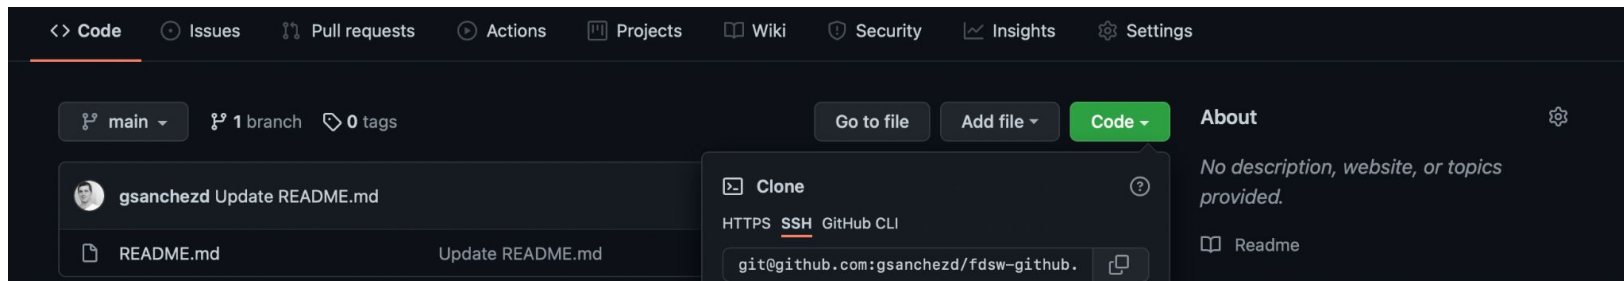 <> Code Issues Pull requests Actions Projects Wiki Security Insights Settings
main 1 branch 0 tags Go to file Add file Code
About
No description, website, or topics
provided.
Readme
gsanchezd Update README.md
README.md Update README.md
Clone
HTTPS SSH GitHub CLI
git@github.com:gsanchezd/fdsw-github.